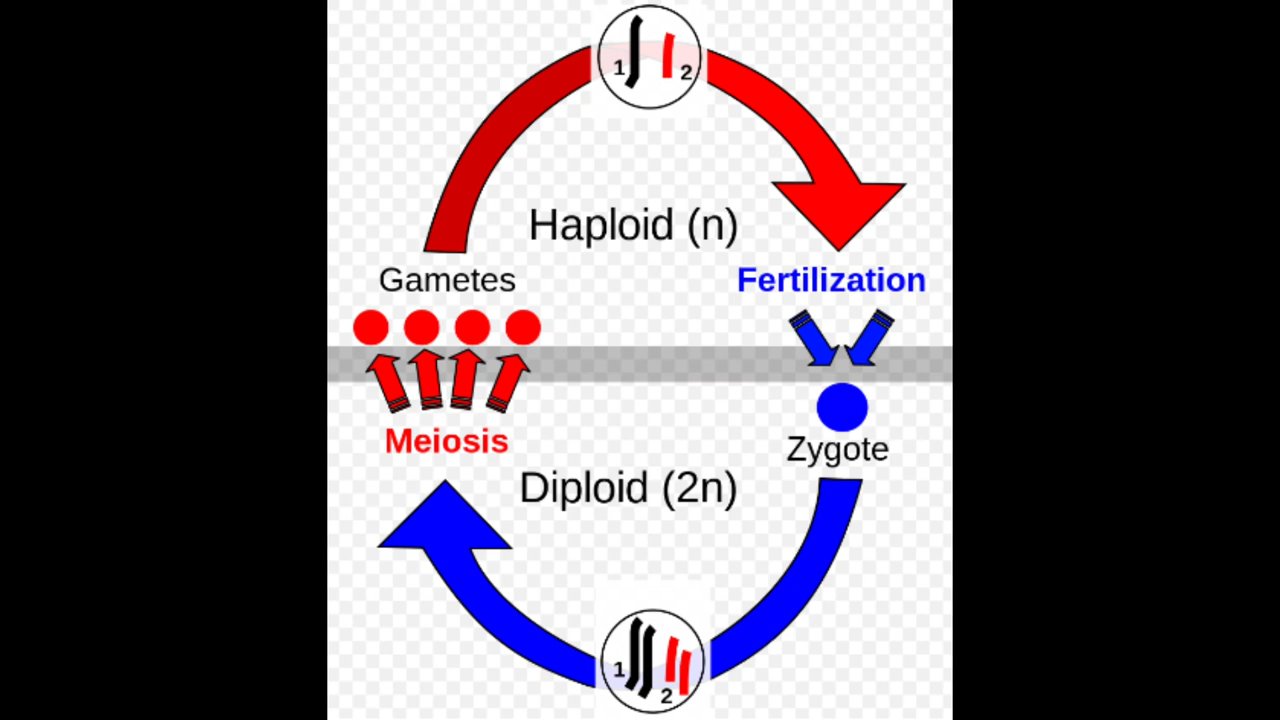 1 2
Haploid (n)
Gametes
Fertilization
Meiosis
Zygote
Diploid (2n)
1
2